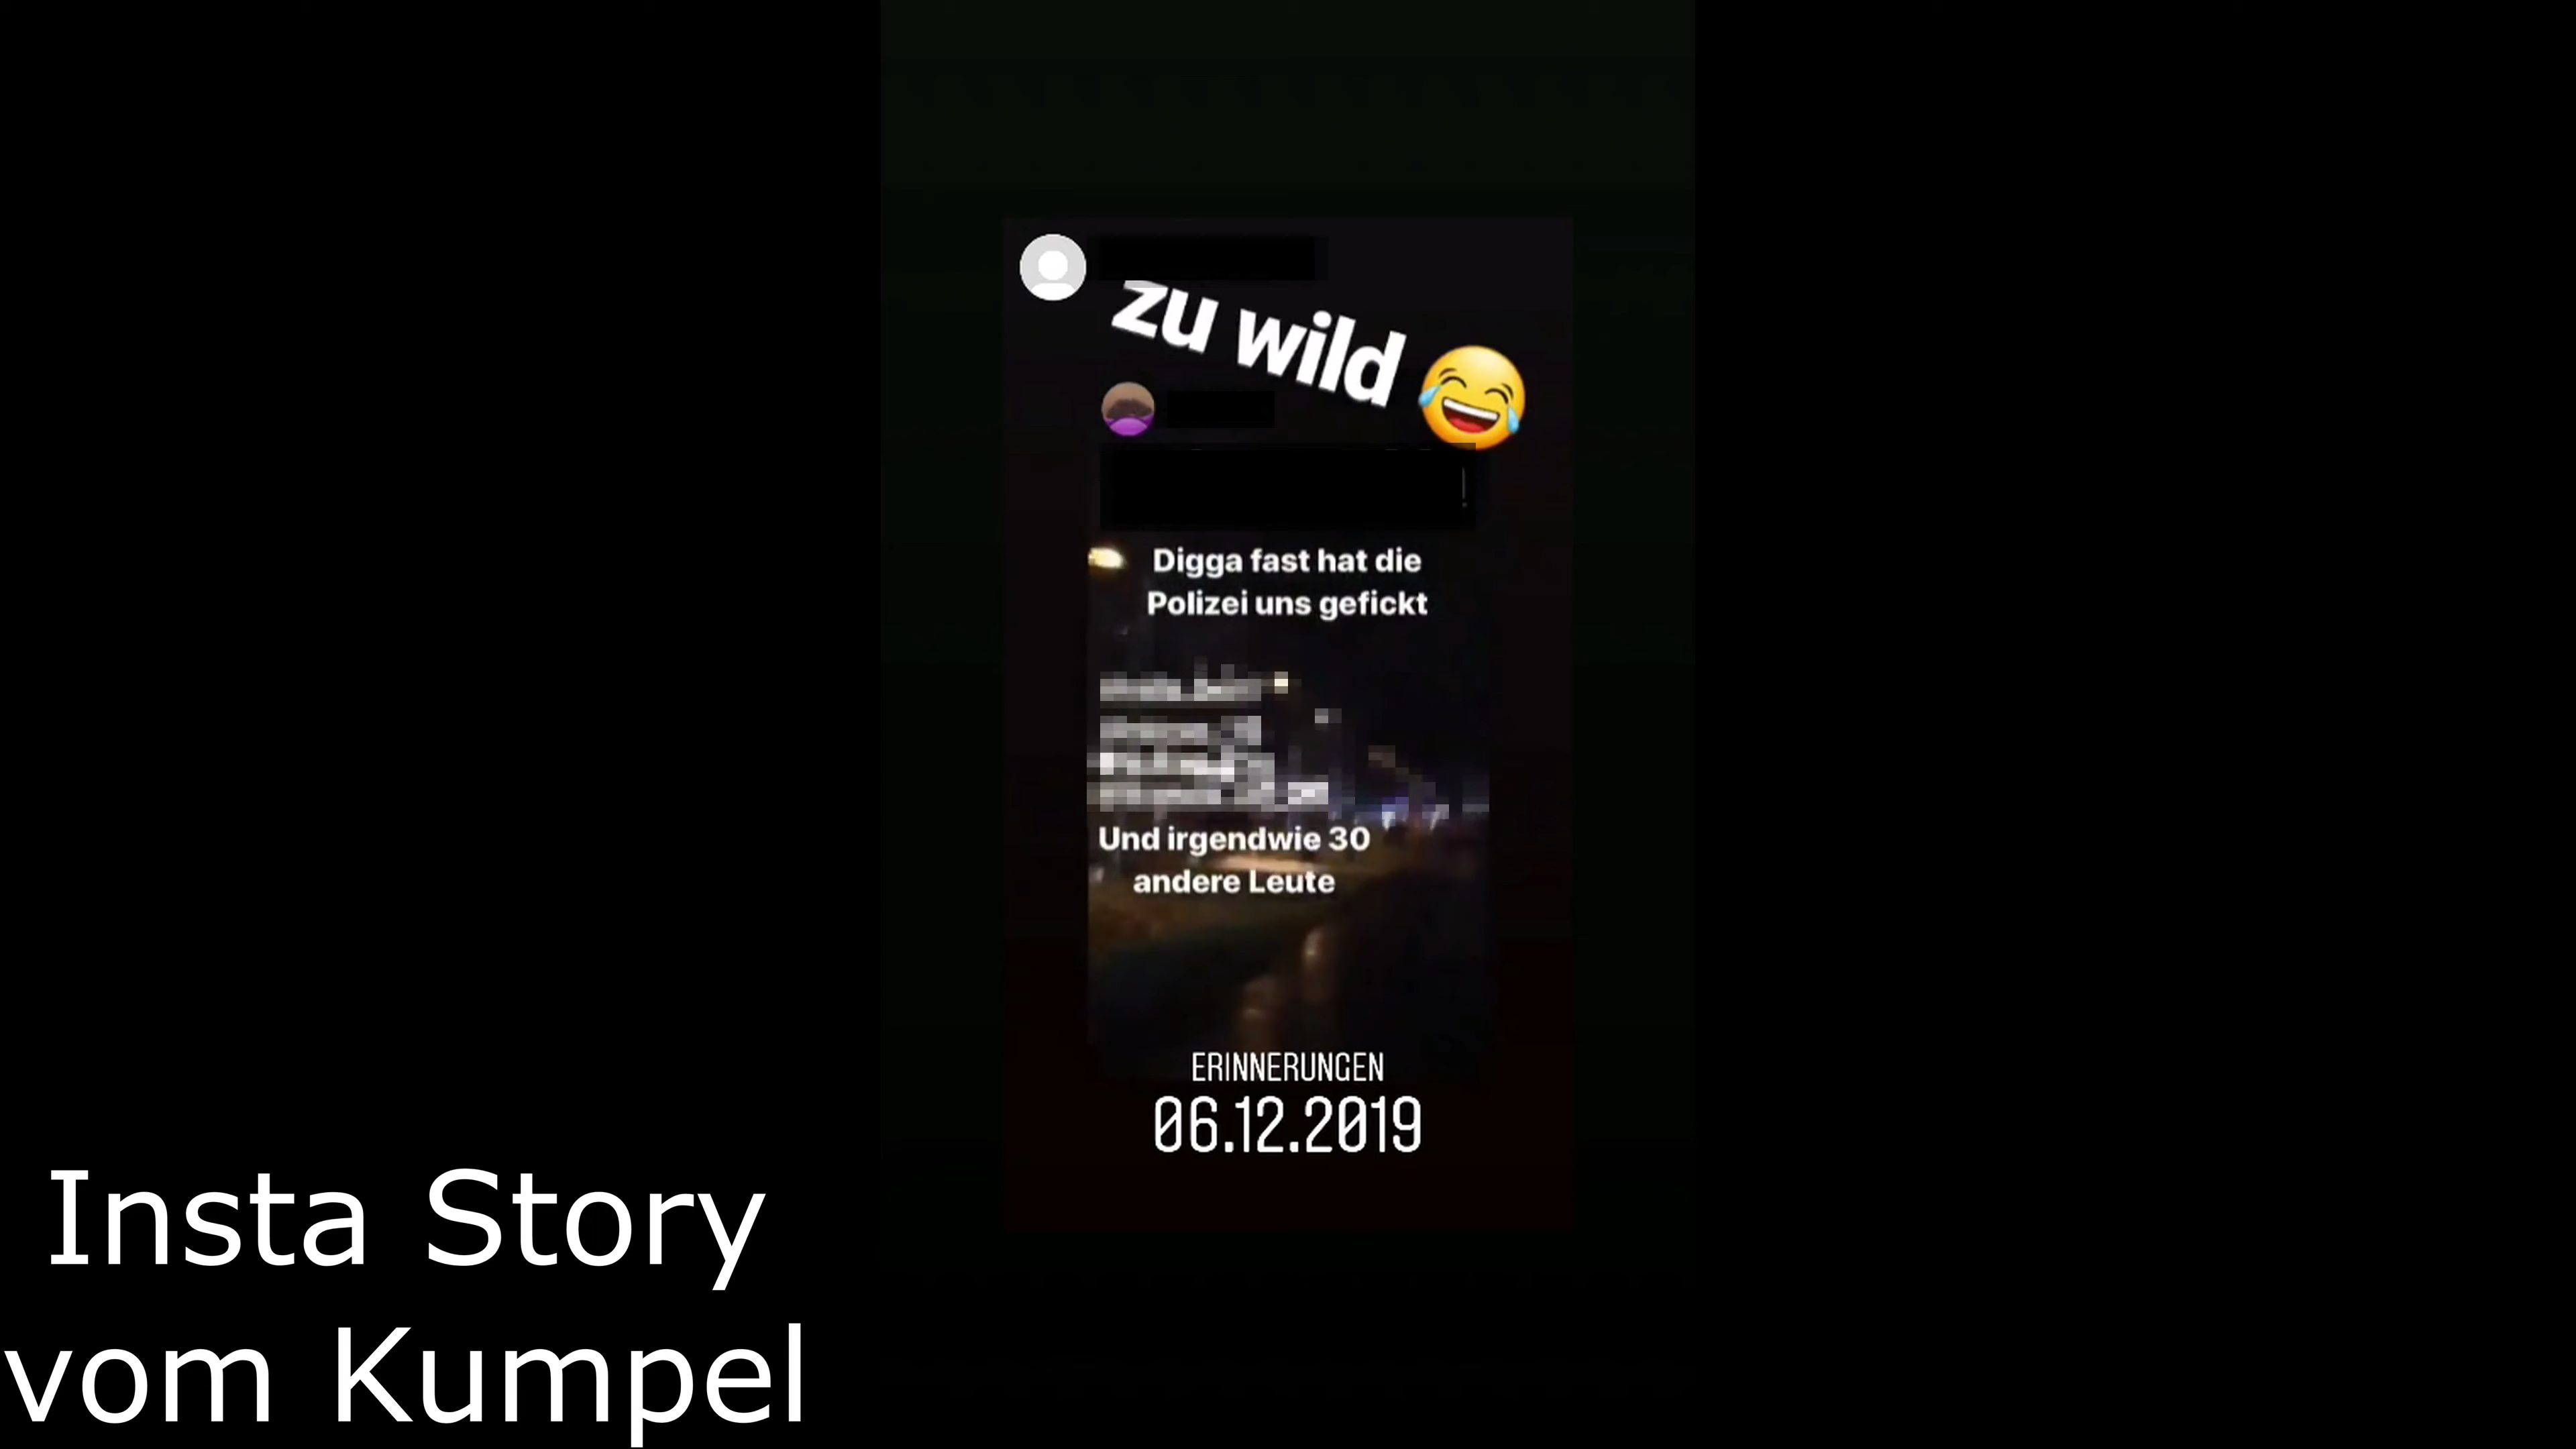 zu wild 😂
Digga fast hat die
Polizei uns gefickt
Und irgendwie 30
andere Leute
ERINNERUNGEN
06.12.2019
Insta Story
vom Kumpel